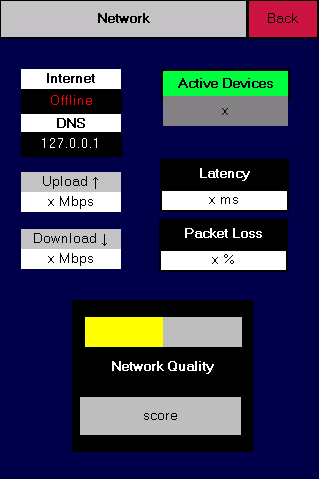 Network
Back
Internet
Offline
DNS
127.0.0.1
Active Devices
x
Upload ↑
x Mbps
Latency
x ms
Download ↓
x Mbps
Packet Loss
x %
Network Quality
score